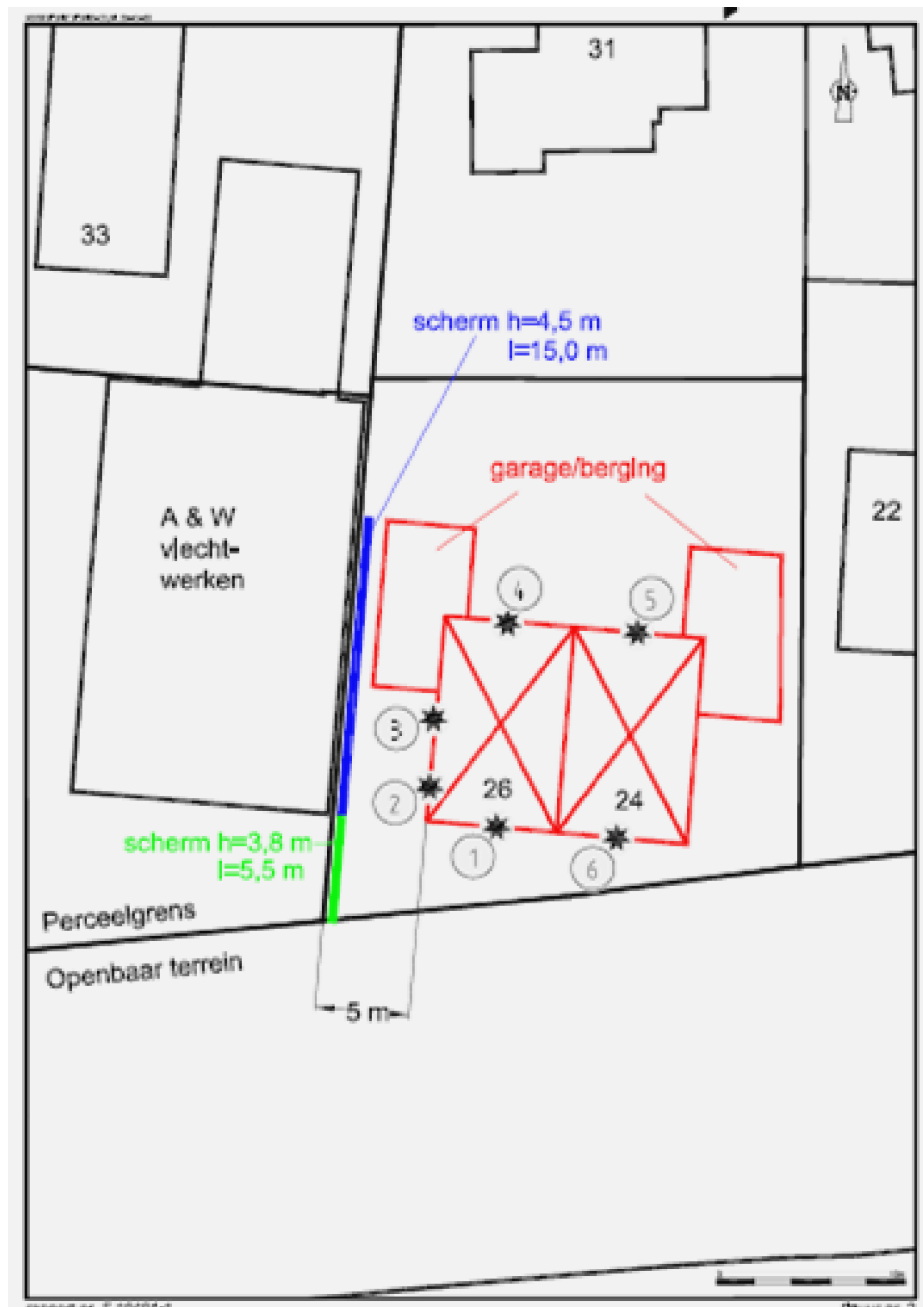 31
N
33
scherm h=4,5 m
l=15,0 m
garage/berging
A & W
vlecht-
werken
22
4
5
3
2
26
24
1
6
scherm h=3,8 m
l=5,5 m
Perceelgrens
Openbaar terrein
5 m